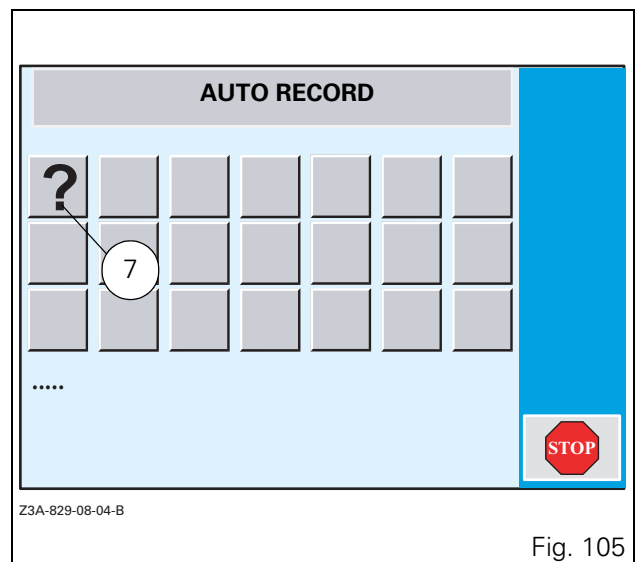 AUTO RECORD
?
7
.....
STOP
Z3A-829-08-04-B
Fig. 105